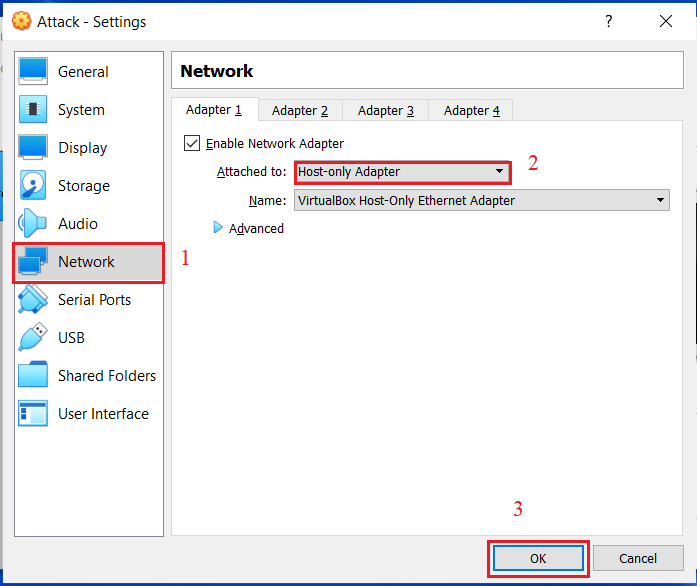 Attack - Settings ?
General
System
Display
Storage
Audio
Network
1
Serial Ports
USB
Shared Folders
User Interface
Network
Adapter 1 Adapter 2 Adapter 3 Adapter 4
Enable Network Adapter
Attached to: Host-only Adapter 2
Name: VirtualBox Host-Only Ethernet Adapter
Advanced
3
OK Cancel